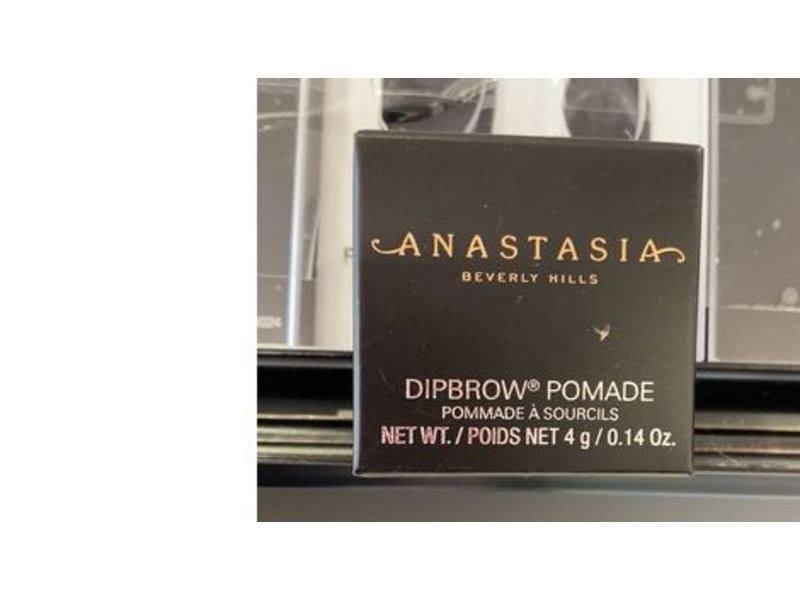 ANASTASIA
BEVERLY HILLS
DIPBROW® POMADE
POMMADE À SOURCILS
NET WT. / POIDS NET 4 g / 0.14 Oz.